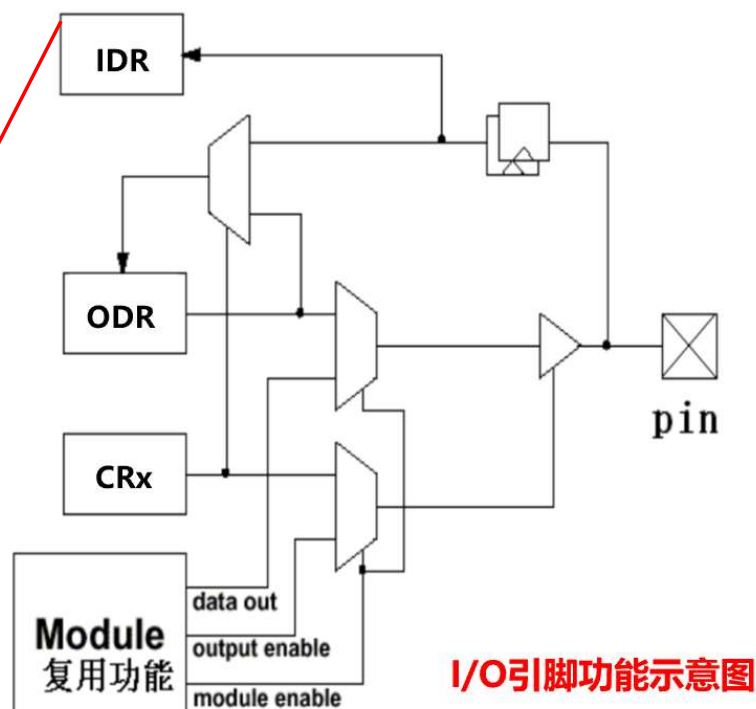 IDR
ODR
pin
CRx
data out
Module
output enable
复用功能
I/O引脚功能示意图
module enable